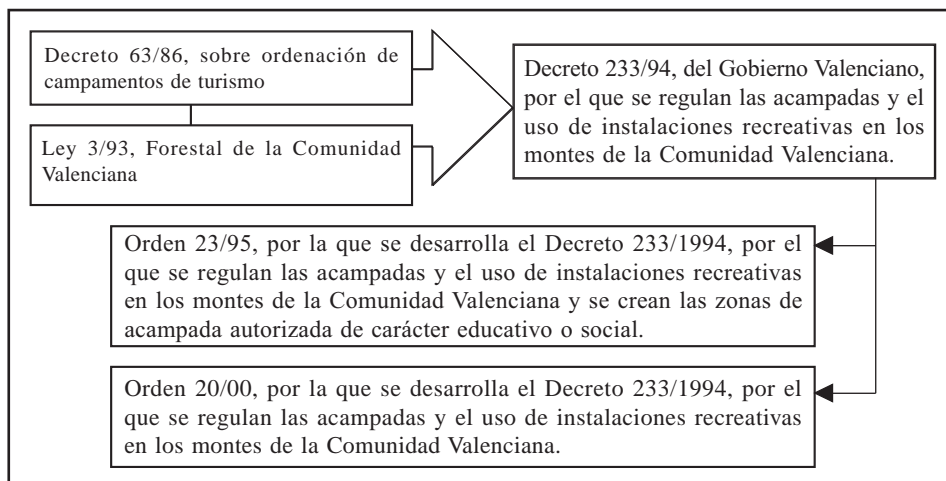 Decreto 63/86, sobre ordenación de
campamentos de turismo
Ley 3/93, Forestal de la Comunidad
Valenciana
Decreto 233/94, del Gobierno Valenciano,
por el que se regulan las acampadas y el
uso de instalaciones recreativas en los
montes de la Comunidad Valenciana.
Orden 23/95, por la que se desarrolla el Decreto 233/1994, por el
que se regulan las acampadas y el uso de instalaciones recreativas
en los montes de la Comunidad Valenciana y se crean las zonas de
acampada autorizada de carácter educativo o social.
Orden 20/00, por la que se desarrolla el Decreto 233/1994, por el
que se regulan las acampadas y el uso de instalaciones recreativas
en los montes de la Comunidad Valenciana.